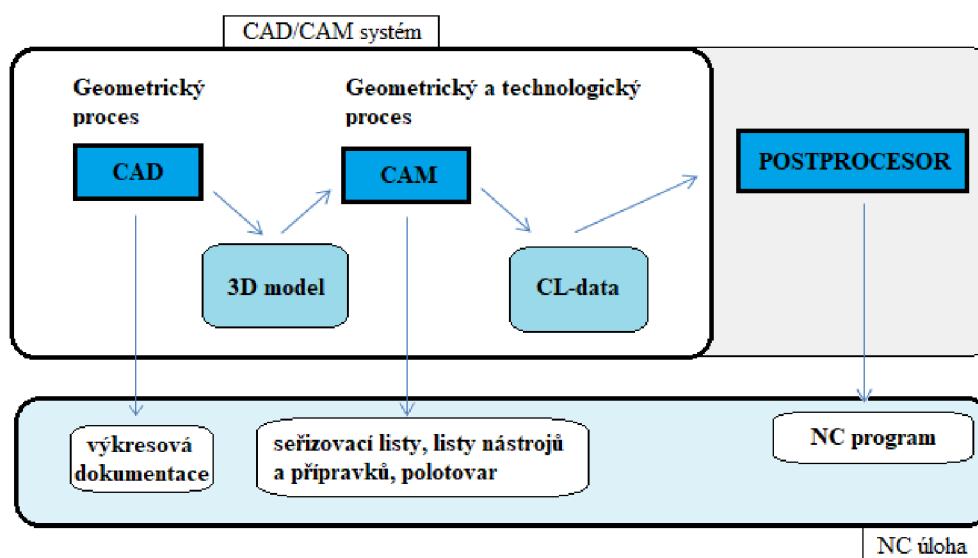 CAD/CAM systém
Geometrický
proces
Geometrický a technologický
proces
CAD
CAM
POSTPROCESOR
3D model
CL-data
výkresová
dokumentace
seřizovací listy, listy nástrojů
a přípravků, polotovar
NC program
NC úloha